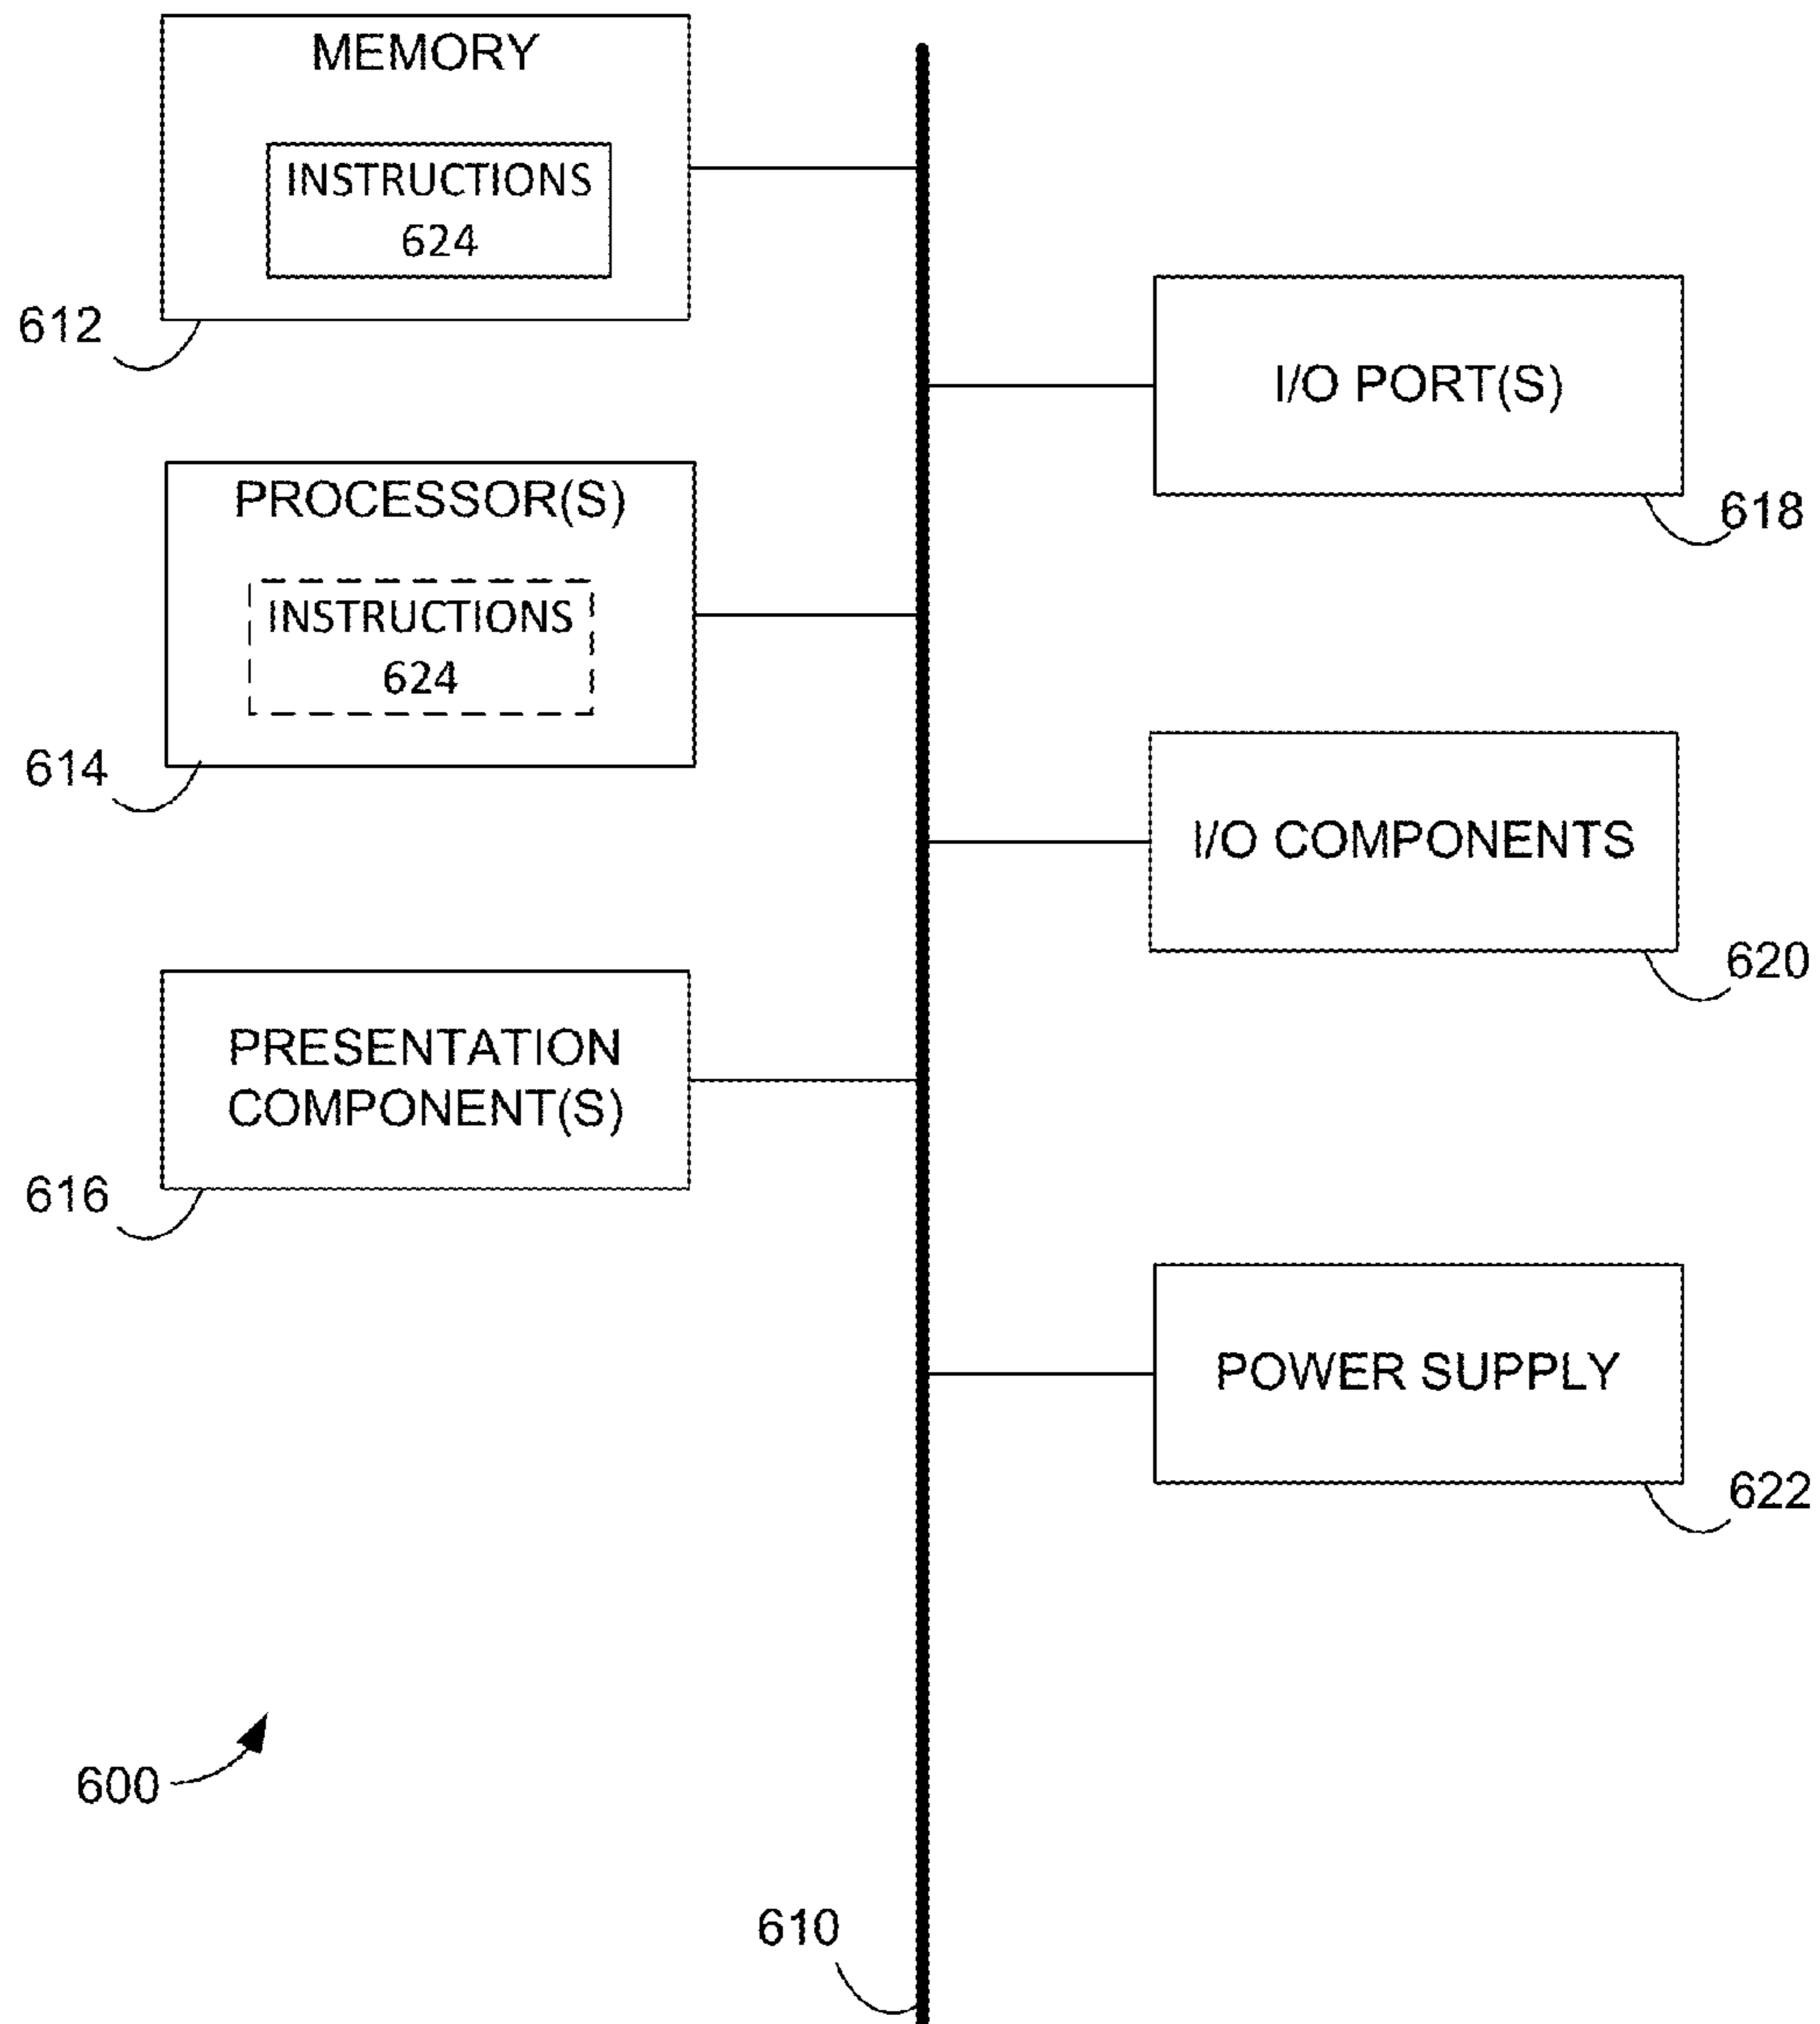 MEMORY
INSTRUCTIONS
624
612
I/O PORT(S)
618
PROCESSOR(S)
INSTRUCTIONS
624
614
I/O COMPONENTS
620
PRESENTATION
COMPONENT(S)
616
POWER SUPPLY
622
600
610